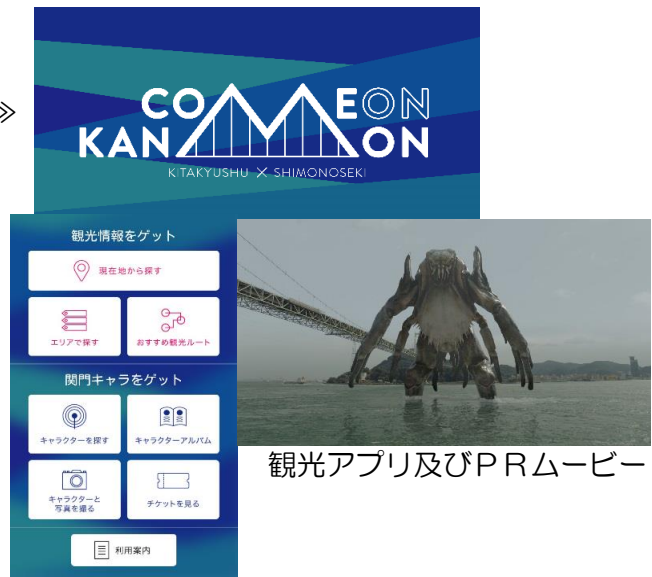 ≫
COMEON
KANMON
KITAKYUSHU × SHIMONOSEKI
観光情報をゲット
現在地から探す
エリアで探す
おすすめ観光ルート
関門キャラをゲット
キャラクターを探す
キャラクターアルバム
キャラクターと
写真を撮る
チケットを見る
利用案内
観光アプリ及びPRムービー